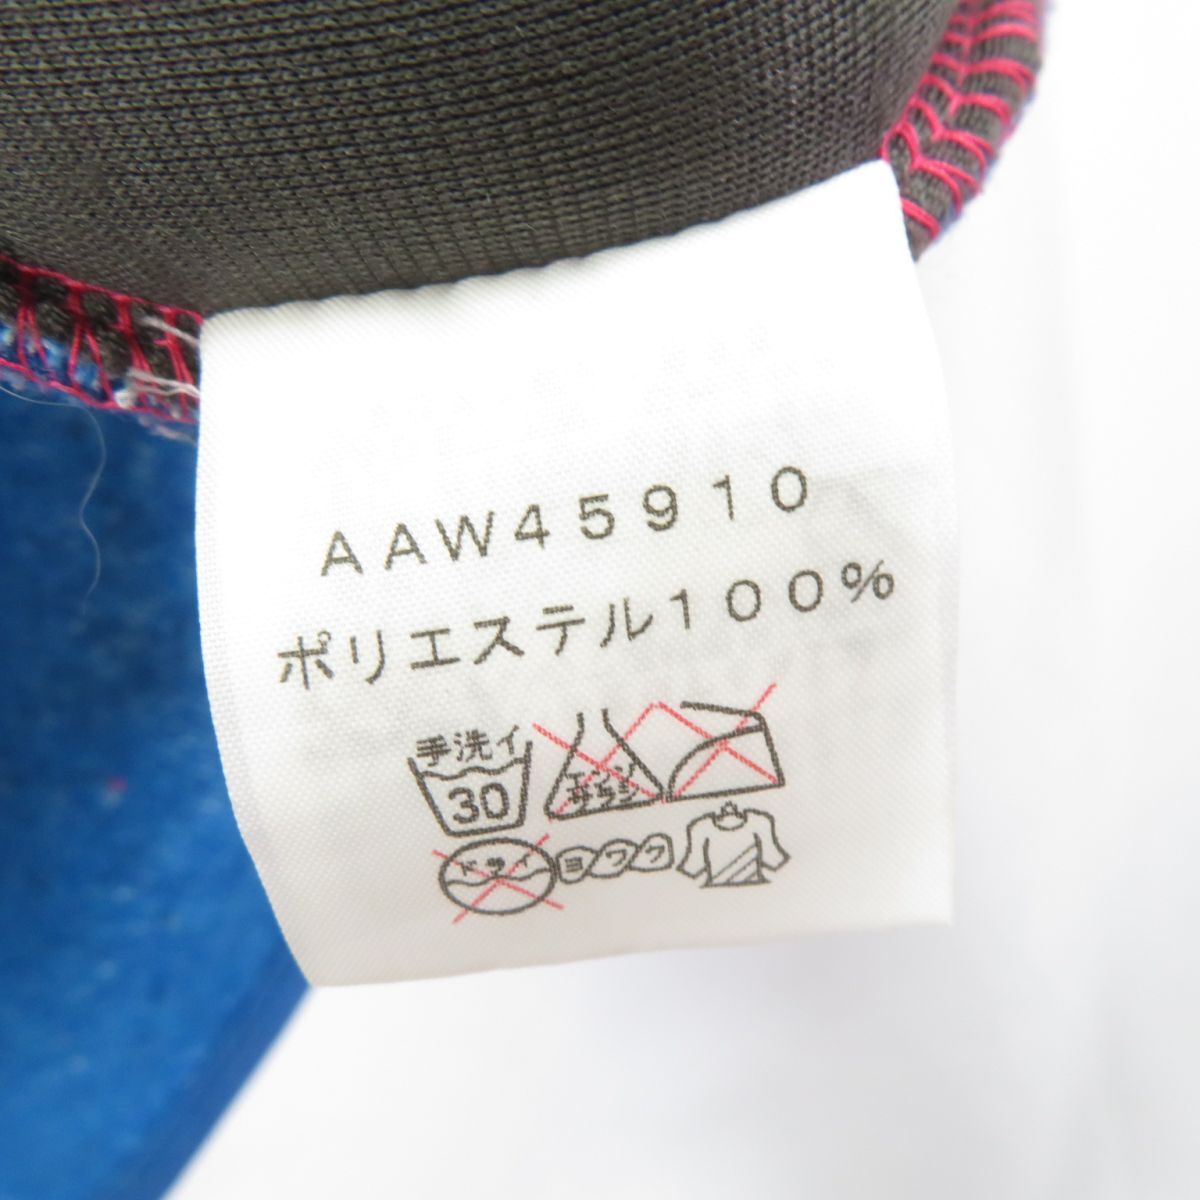 AAW45910
ポリエステル100%
手洗イ
30
エンソ
サラシ
ドライ
ヨワク